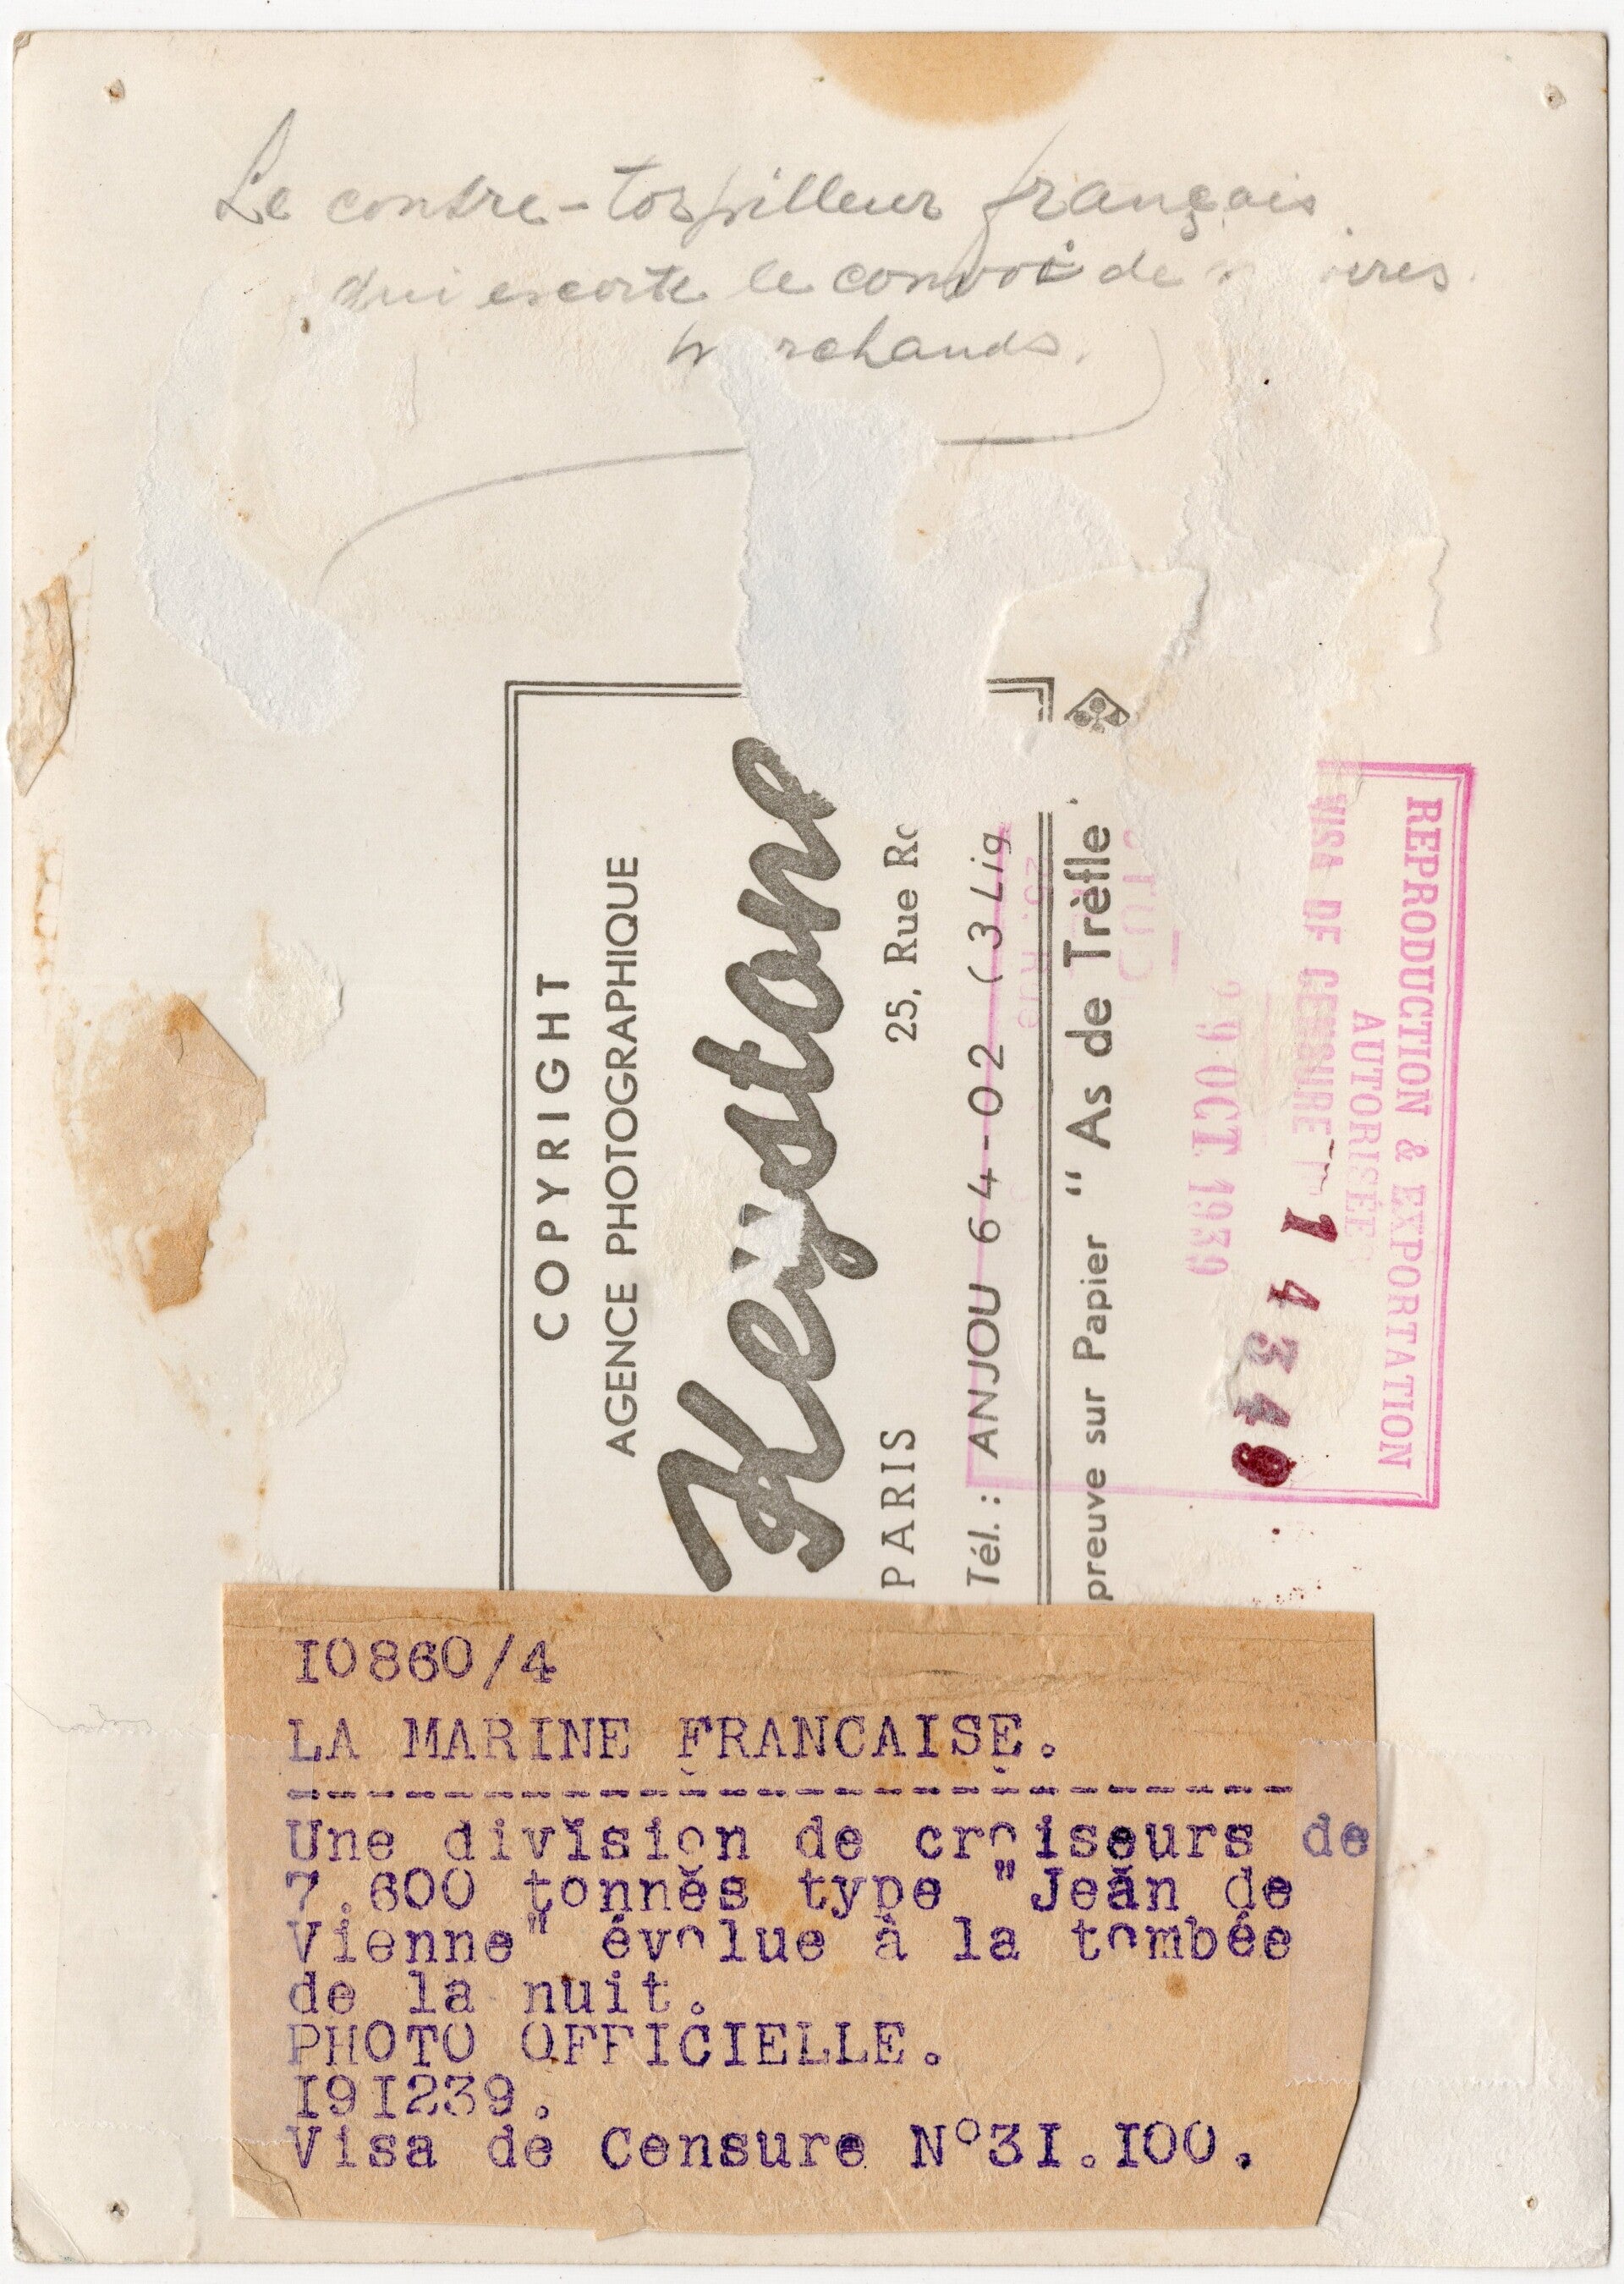 Le contre-torpilleur français
qui escorte le convoi de
COPYRIGHT
AGENCE PHOTOGRAPHIQUE
Keystone
PARIS 25, Rue
Tél.: ANJOU 64-02 (3 Lig
preuve sur Papier "As de Trèfle
REPRODUCTION & EXPORTATION
AUTORISÉE
VISA DE CENSURE
14340
OCT. 1939
10860/4
LA MARINE FRANCAISE.
--------------------------
Une division de croiseurs de
7.600 tonnes type "Jean de
Vienne" évolue à la tombée
de la nuit.
PHOTO OFFICIELLE.
I9I239.
Visa de Censure N°3I.I00.